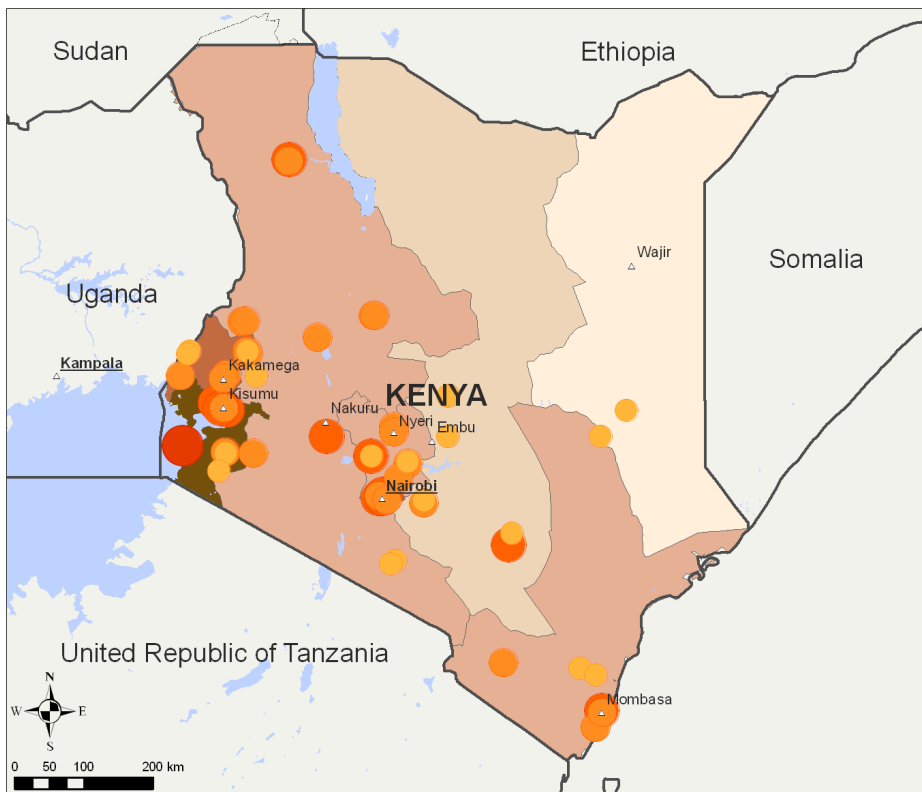 Sudan
Ethiopia
Wajir
Somalia
Uganda
Kampala
Kakamega
KENYA
Kisumu
Nakuru
Nyeri
Embu
Nairobi
United Republic of Tanzania
N
W E
S
Mombasa
0 50 100 200 km